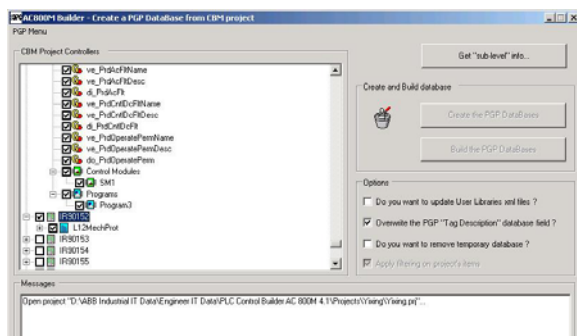 AC800M Builder - Create a PGP DataBase from CBM project
PGP Menu
CBM Project Controllers
ve_PrdAcFltName
ve_PrdAcFltDesc
di_PrdAcFlt
ve_PrdCntlDcFltName
ve_PrdCntlDcFltDesc
di_PrdCntlDcFlt
ve_PrdOperatePermName
ve_PrdOperatePermDesc
do_PrdOperatePerm
Control Modules
SM1
Programs
Program3
IR90152
L12MechProt
IR90153
IR90154
IR90155
Get "sub-level" info...
Create and Build database
Create the PGP DataBases
Build the PGP DataBases
Options
Do you want to update User Libraries xml files ?
Overwrite the PGP "Tag Description" database field ?
Do you want to remove temporary database ?
Apply filtering on project's items
Messages
Open project "D:\ABB Industrial IT Data\Engineer IT Data\PLC Control Builder AC 800M 4.1\Projects\Yixing\Yixing.prj"...